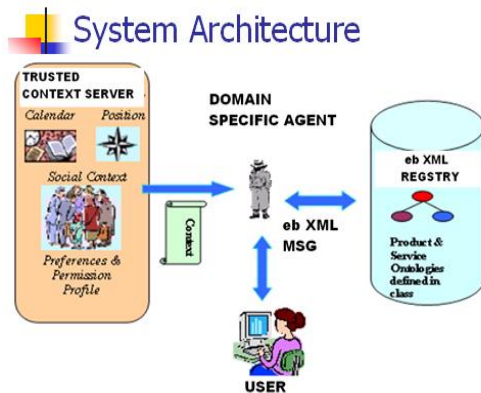 System Architecture
TRUSTED
CONTEXT SERVER
Calendar Position
Social Context
Preferences &
Permission
Profile
Context
DOMAIN
SPECIFIC AGENT
eb XML
MSG
USER
eb XML
REGSTRY
Product &
Service
Ontologies
defined in
class